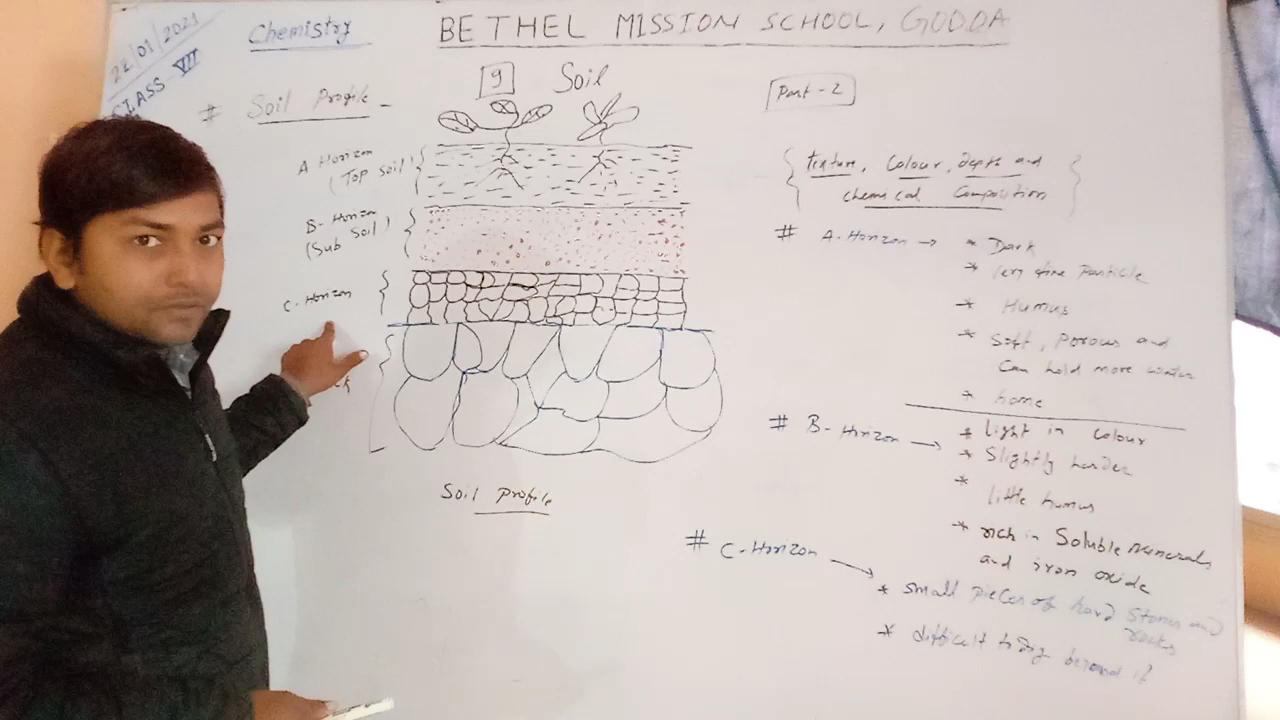 22/01/2021
CLASS VII
Chemistry
BETHEL MISSION SCHOOL, GODDA
9
Soil
Part-2
# Soil Profile -
A Horizon
(Top soil)
B-Horizon
(Sub soil)
C-Horizon
Soil Profile
texture, Colour, depth and
chemical Composition
# A-Horizon →
* Dark
* Very fine Particle
* Humus
* Soft, Porous and
Can hold more water
* home
# B-Horizon →
* light in colour
* Slightly harder
* little humus
* rich in Soluble minerals
and iron oxide
# C-Horizon →
* Small pieces of hard Stones and
rocks
* difficult to dig beyond it